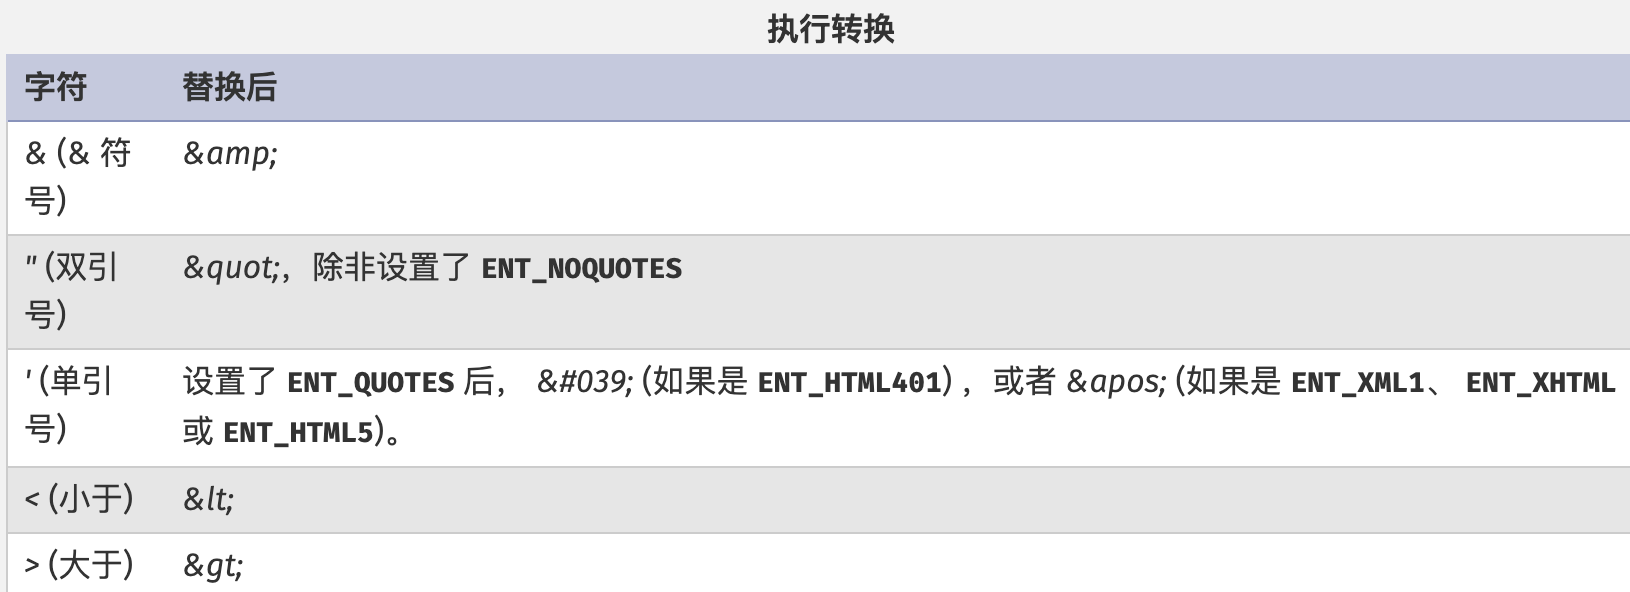 执行转换
字符 替换后
& (& 符 &amp;
号)
" (双引 &quot;，除非设置了 ENT_NOQUOTES
号)
' (单引 设置了 ENT_QUOTES 后， &#039; (如果是 ENT_HTML401) ，或者 &apos; (如果是 ENT_XML1、 ENT_XHTML
号) 或 ENT_HTML5)。
< (小于) &lt;
> (大于) &gt;